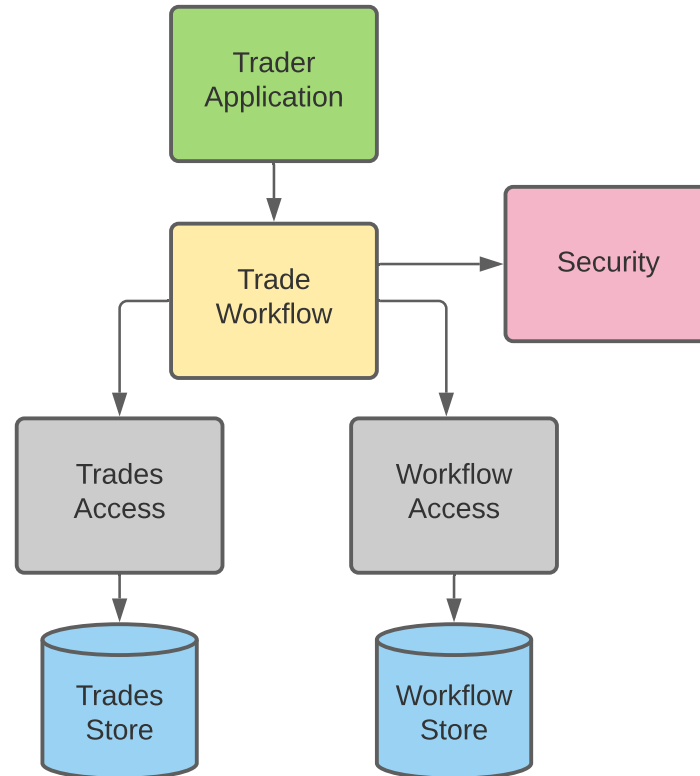 Trader
Application
Trade
Workflow
Security
Trades
Access
Workflow
Access
Trades
Store
Workflow
Store